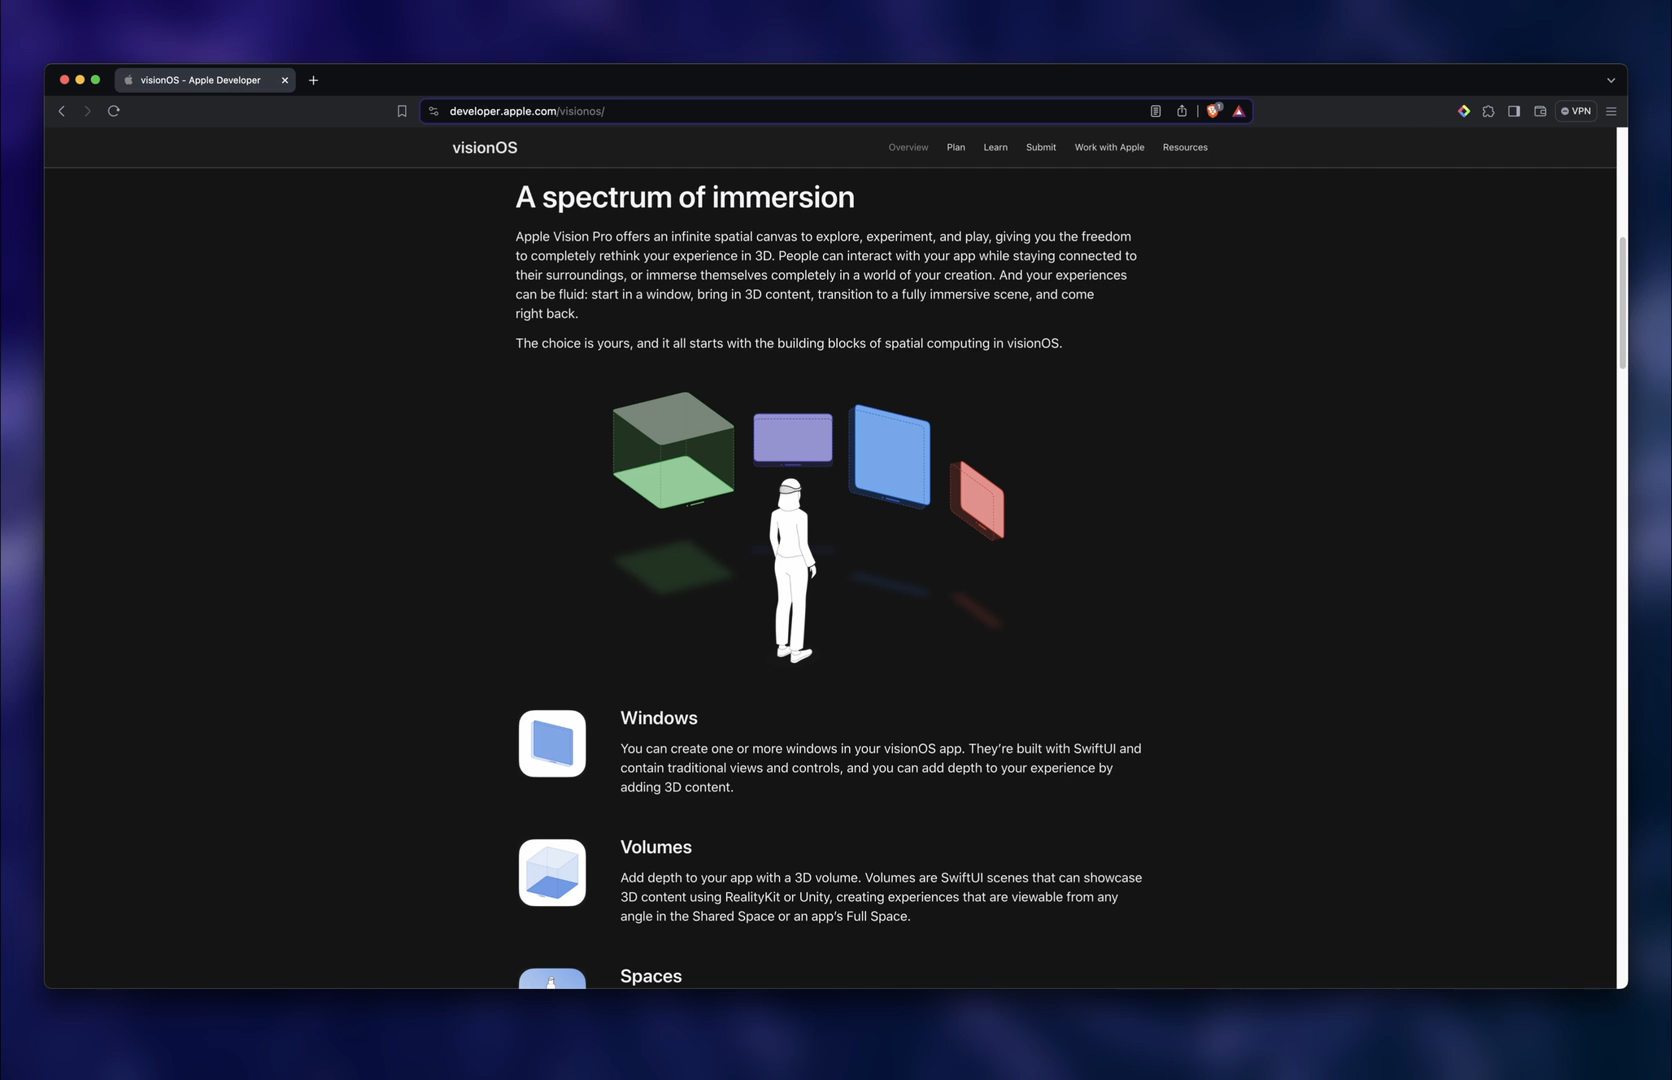 visionOS - Apple Developer
developer.apple.com/visionos/
1
VPN
visionOS
Overview Plan Learn Submit Work with Apple Resources
A spectrum of immersion
Apple Vision Pro offers an infinite spatial canvas to explore, experiment, and play, giving you the freedom
to completely rethink your experience in 3D. People can interact with your app while staying connected to
their surroundings, or immerse themselves completely in a world of your creation. And your experiences
can be fluid: start in a window, bring in 3D content, transition to a fully immersive scene, and come
right back.
The choice is yours, and it all starts with the building blocks of spatial computing in visionOS.
Windows
You can create one or more windows in your visionOS app. They’re built with SwiftUI and
contain traditional views and controls, and you can add depth to your experience by
adding 3D content.
Volumes
Add depth to your app with a 3D volume. Volumes are SwiftUI scenes that can showcase
3D content using RealityKit or Unity, creating experiences that are viewable from any
angle in the Shared Space or an app’s Full Space.
Spaces